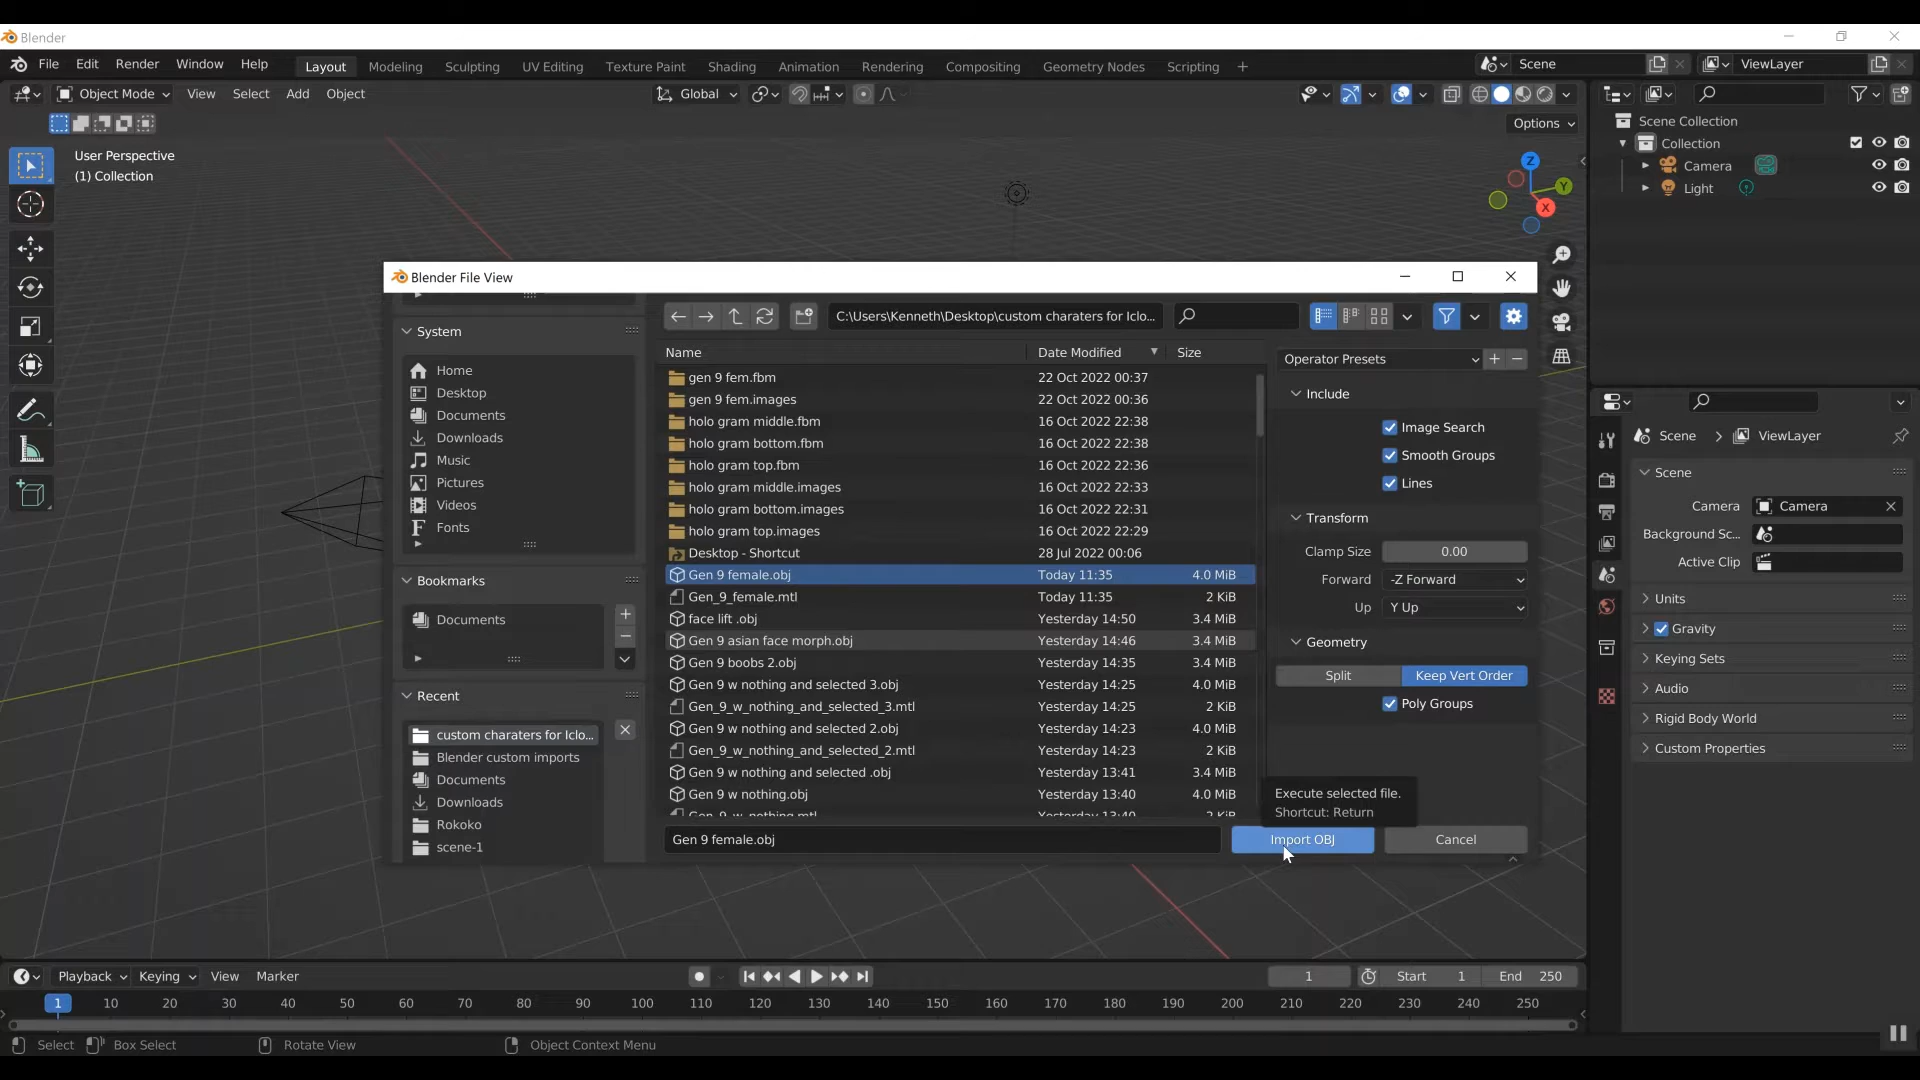 Blender
File Edit Render Window Help Layout Modeling Sculpting UV Editing Texture Paint Shading Animation Rendering Compositing Geometry Nodes Scripting + Scene ViewLayer
Object Mode View Select Add Object Global
Options
User Perspective
(1) Collection
Z
Y
X
Scene Collection
Collection
Camera
Light
Blender File View
System
Home
Desktop
Documents
Downloads
Music
Pictures
Videos
Fonts
Bookmarks
Documents
Recent
custom charaters for Iclo...
Blender custom imports
Documents
Downloads
Rokoko
scene-1
C:\Users\Kenneth\Desktop\custom charaters for Iclo...
Name Date Modified Size
gen 9 fem.fbm 22 Oct 2022 00:37
gen 9 fem.images 22 Oct 2022 00:36
holo gram middle.fbm 16 Oct 2022 22:38
holo gram bottom.fbm 16 Oct 2022 22:38
holo gram top.fbm 16 Oct 2022 22:36
holo gram middle.images 16 Oct 2022 22:33
holo gram bottom.images 16 Oct 2022 22:31
holo gram top.images 16 Oct 2022 22:29
Desktop - Shortcut 28 Jul 2022 00:06
Gen 9 female.obj Today 11:35 4.0 MiB
Gen_9_female.mtl Today 11:35 2 KiB
face lift .obj Yesterday 14:50 3.4 MiB
Gen 9 asian face morph.obj Yesterday 14:46 3.4 MiB
Gen 9 boobs 2.obj Yesterday 14:35 3.4 MiB
Gen 9 w nothing and selected 3.obj Yesterday 14:25 4.0 MiB
Gen_9_w_nothing_and_selected_3.mtl Yesterday 14:25 2 KiB
Gen 9 w nothing and selected 2.obj Yesterday 14:23 4.0 MiB
Gen_9_w_nothing_and_selected_2.mtl Yesterday 14:23 2 KiB
Gen 9 w nothing and selected .obj Yesterday 13:41 3.4 MiB
Gen 9 w nothing.obj Yesterday 13:40 4.0 MiB
Gen_9_w_nothing.mtl Yesterday 13:40 2 KiB
Gen 9 female.obj
Import OBJ
Cancel
Execute selected file.
Shortcut: Return
Operator Presets
Include
Image Search
Smooth Groups
Lines
Transform
Clamp Size 0.00
Forward -Z Forward
Up Y Up
Geometry
Split Keep Vert Order
Poly Groups
Scene > ViewLayer
Scene
Camera Camera
Background Sc...
Active Clip
Units
Gravity
Keying Sets
Audio
Rigid Body World
Custom Properties
Playback Keying View Marker 1 Start 1 End 250
1 10 20 30 40 50 60 70 80 90 100 110 120 130 140 150 160 170 180 190 200 210 220 230 240 250
Select Box Select Rotate View Object Context Menu